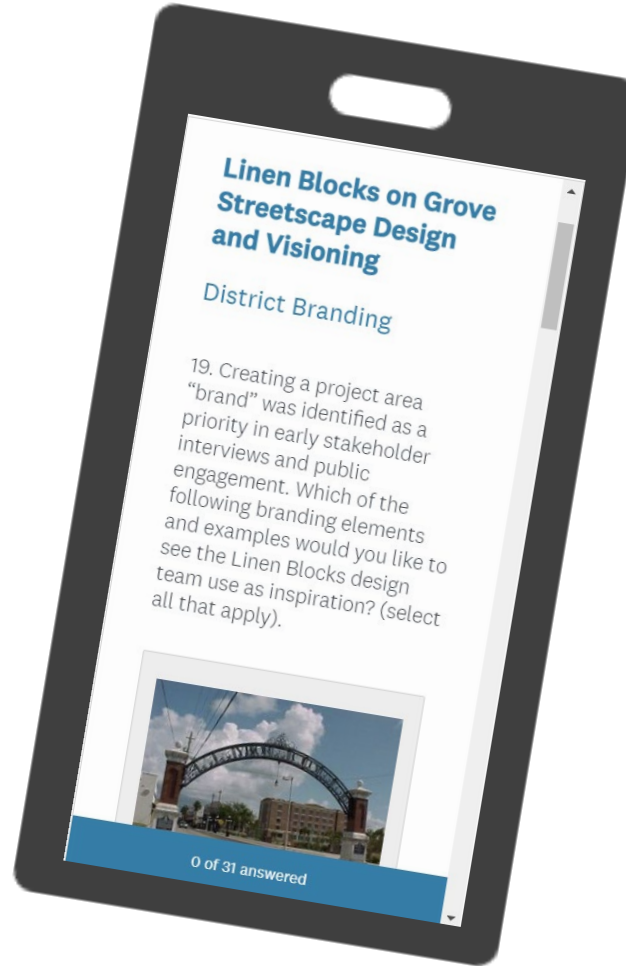 Linen Blocks on Grove
Streetscape Design
and Visioning
District Branding
19. Creating a project area
“brand” was identified as a
priority in early stakeholder
interviews and public
engagement. Which of the
following branding elements
and examples would you like to
see the Linen Blocks design
team use as inspiration? (select
all that apply).
0 of 31 answered